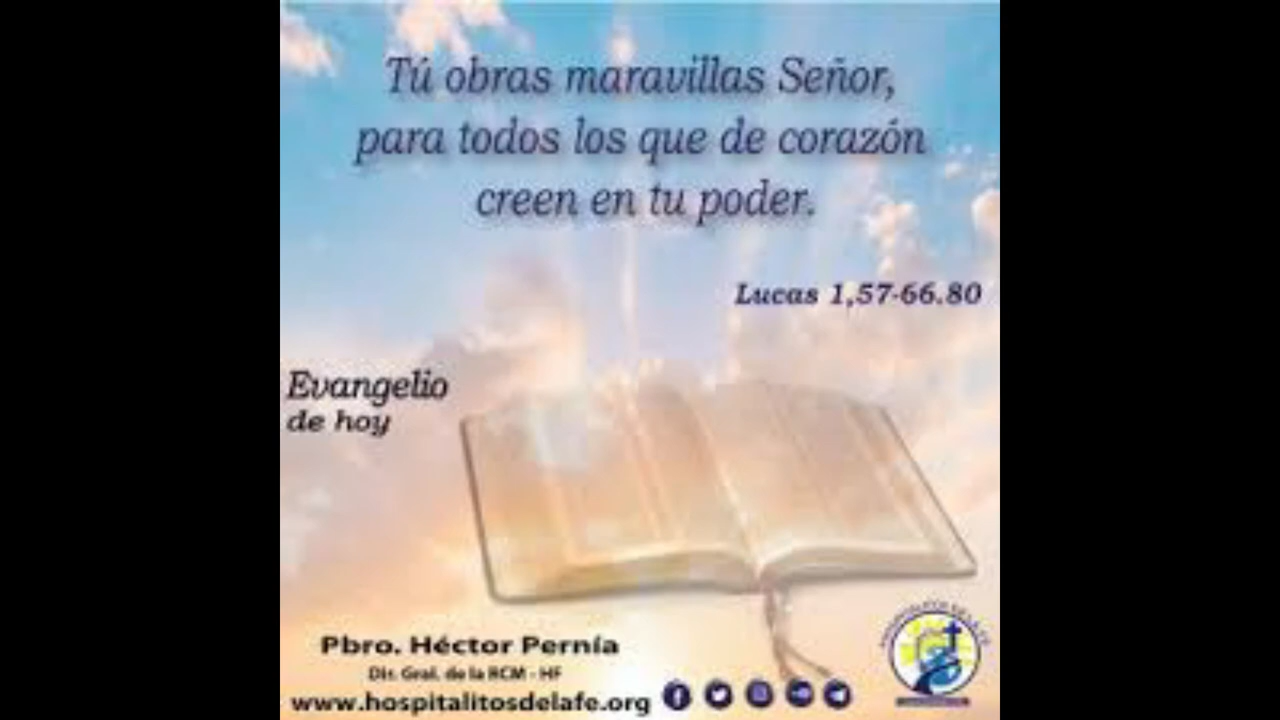 Tú obras maravillas Señor,
para todos los que de corazón
creen en tu poder.
Lucas 1,57-66.80
Evangelio
de hoy
Pbro. Héctor Pernía
Dir. Gral. de la RCM - HF
www.hospitalitosdelafe.org